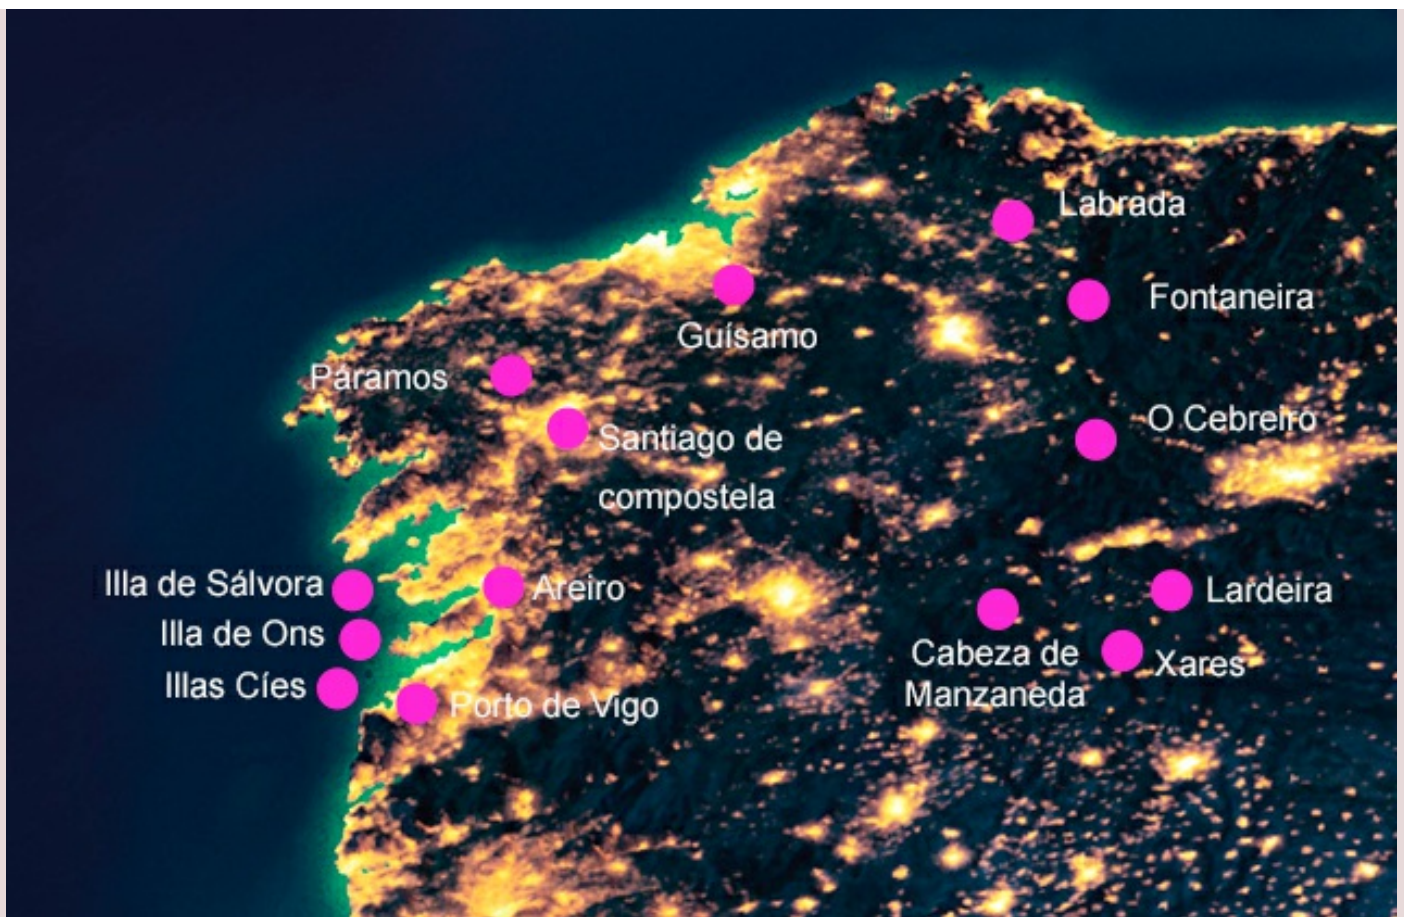 Labrada
Fontaneira
Guísamo
Páramos
O Cebreiro
Santiago de
compostela
Illa de Sálvora
Areiro
Lardeira
Illa de Ons
Cabeza de
Manzaneda
Xares
Illas Cíes
Porto de Vigo